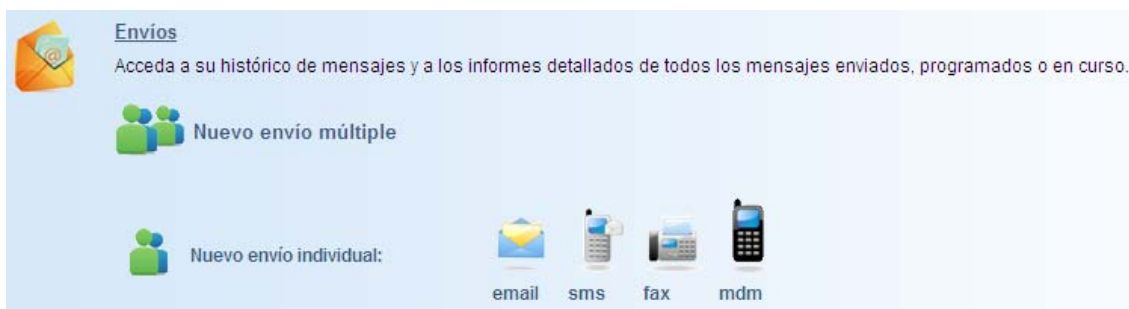 Envíos
Acceda a su histórico de mensajes y a los informes detallados de todos los mensajes enviados, programados o en curso.
Nuevo envío múltiple
Nuevo envío individual:
email sms fax mdm